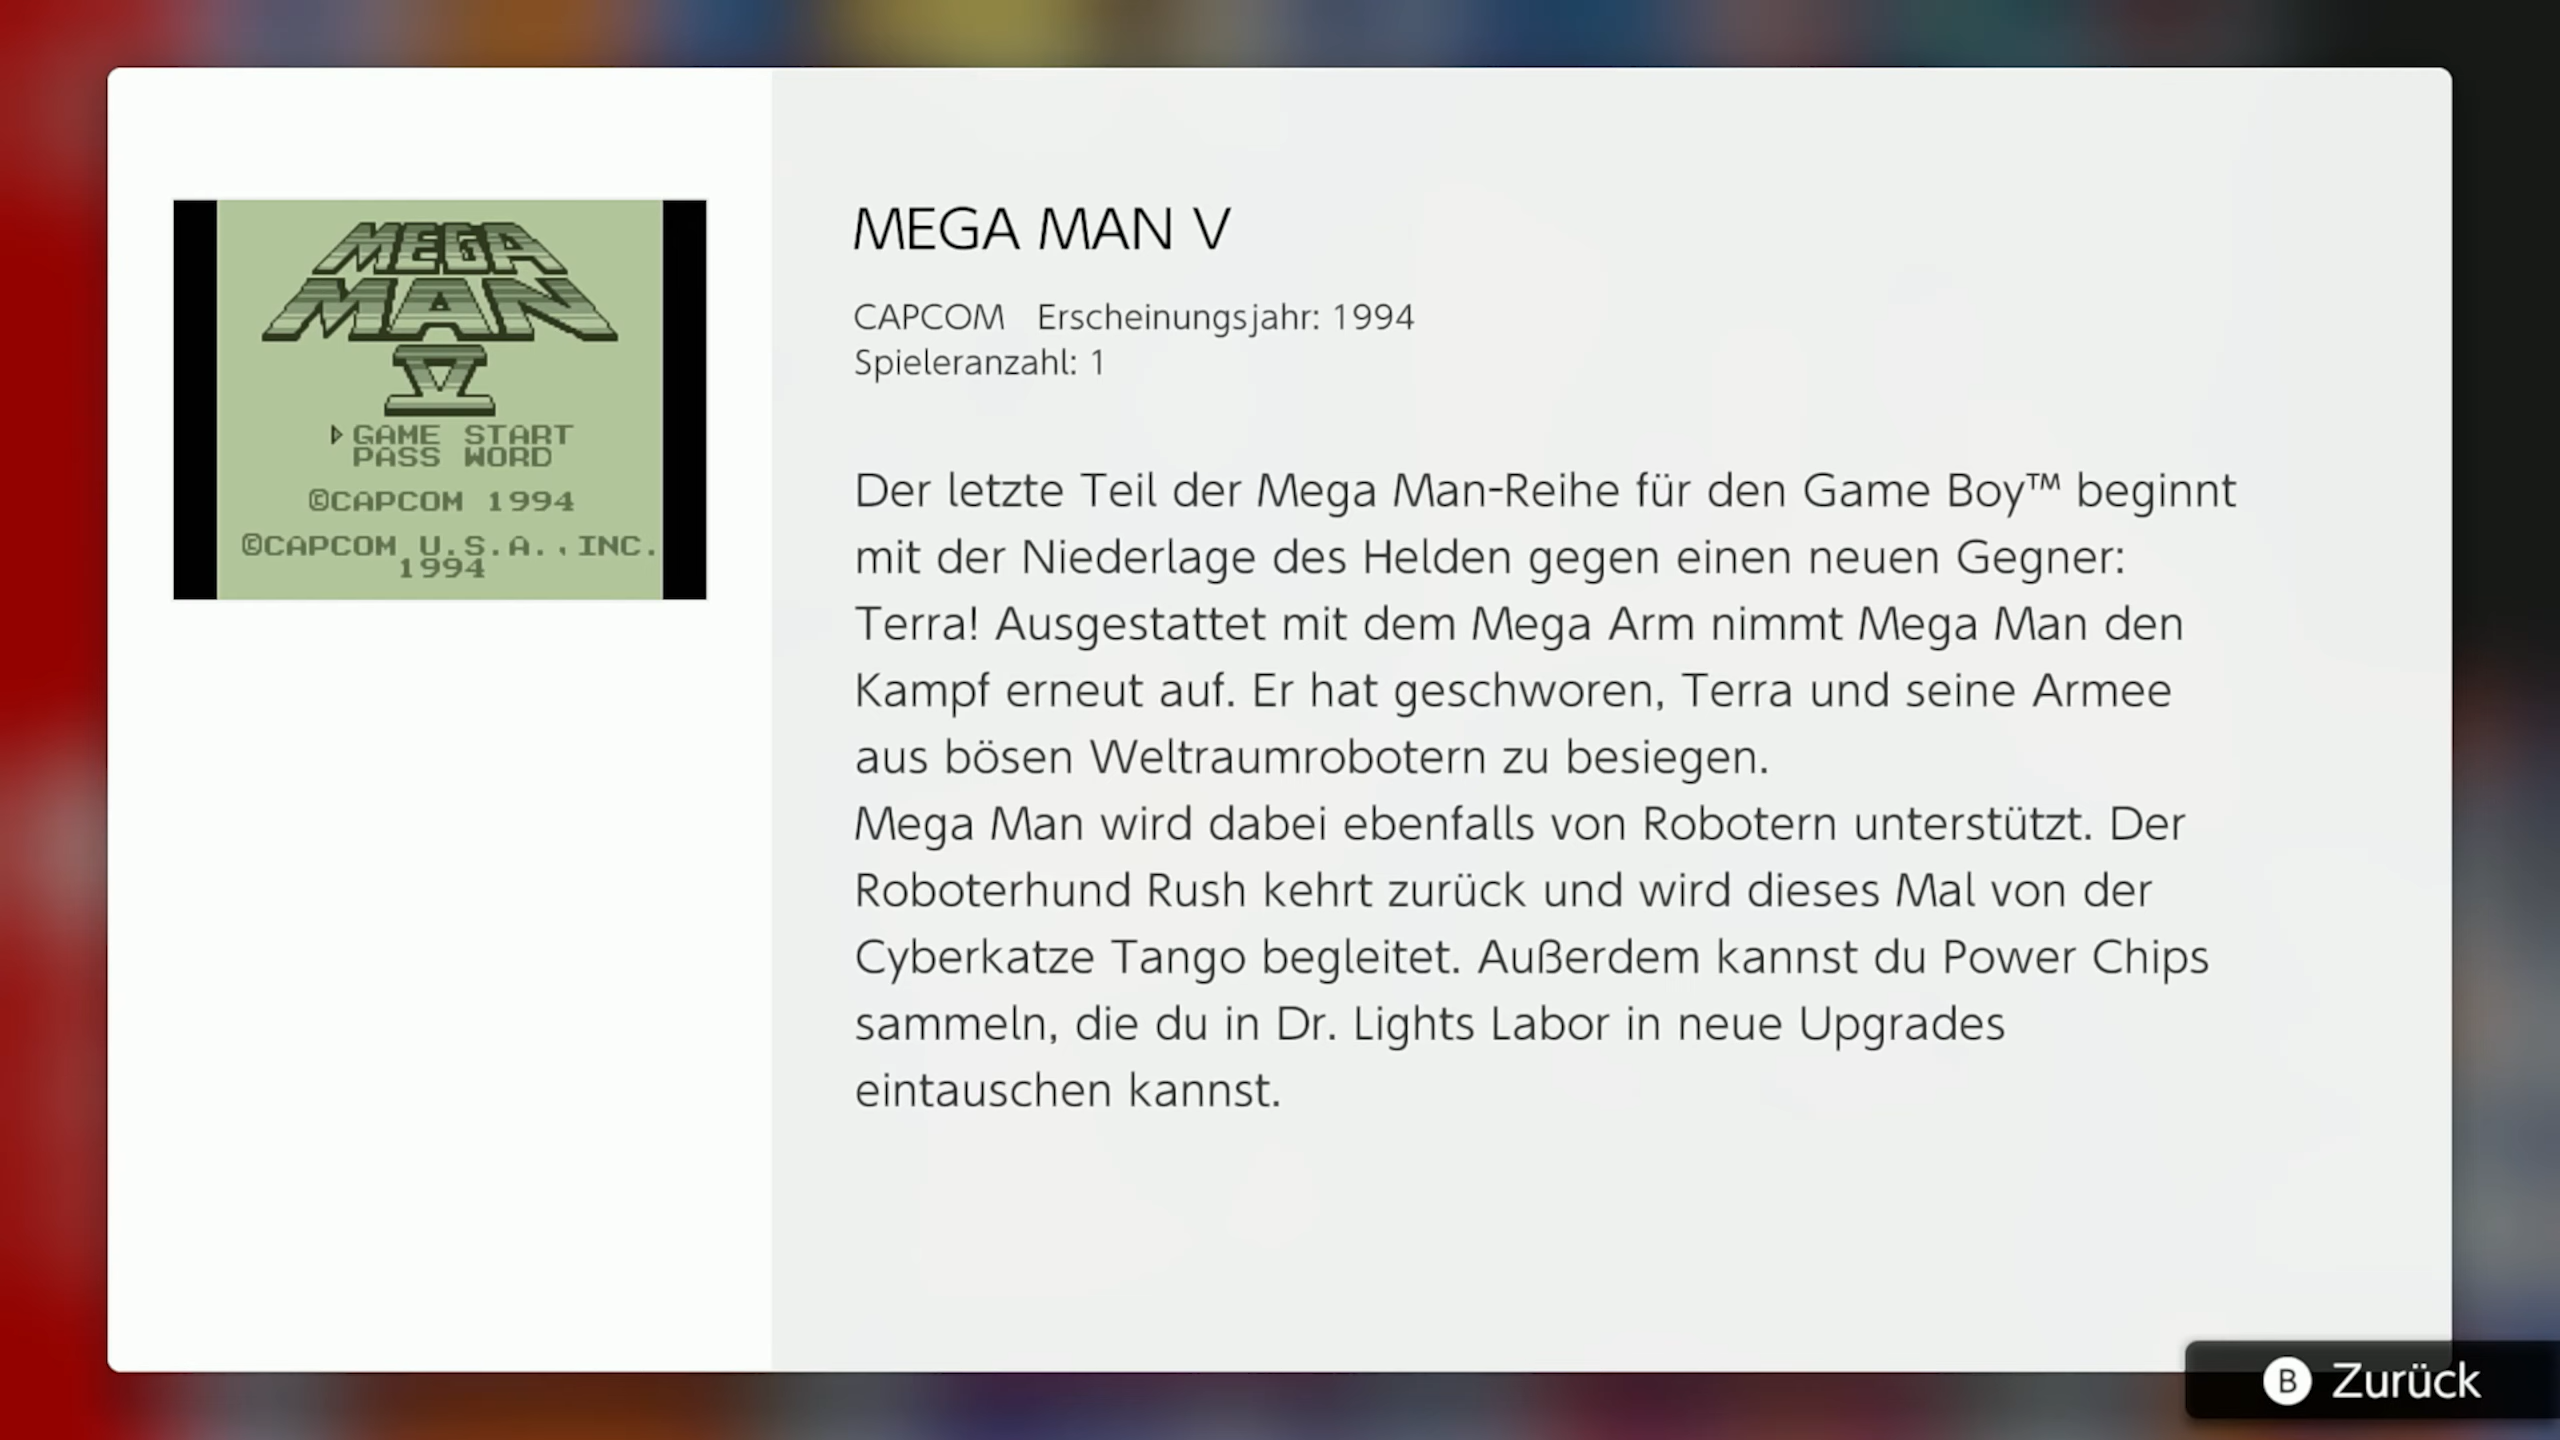 MEGA
MAN
V
GAME START
PASS WORD
©CAPCOM 1994
©CAPCOM U.S.A.,INC.
1994
MEGA MAN V
CAPCOM Erscheinungsjahr: 1994
Spieleranzahl: 1
Der letzte Teil der Mega Man-Reihe für den Game Boy™ beginnt
mit der Niederlage des Helden gegen einen neuen Gegner:
Terra! Ausgestattet mit dem Mega Arm nimmt Mega Man den
Kampf erneut auf. Er hat geschworen, Terra und seine Armee
aus bösen Weltraumrobotern zu besiegen.
Mega Man wird dabei ebenfalls von Robotern unterstützt. Der
Roboterhund Rush kehrt zurück und wird dieses Mal von der
Cyberkatze Tango begleitet. Außerdem kannst du Power Chips
sammeln, die du in Dr. Lights Labor in neue Upgrades
eintauschen kannst.
B Zurück